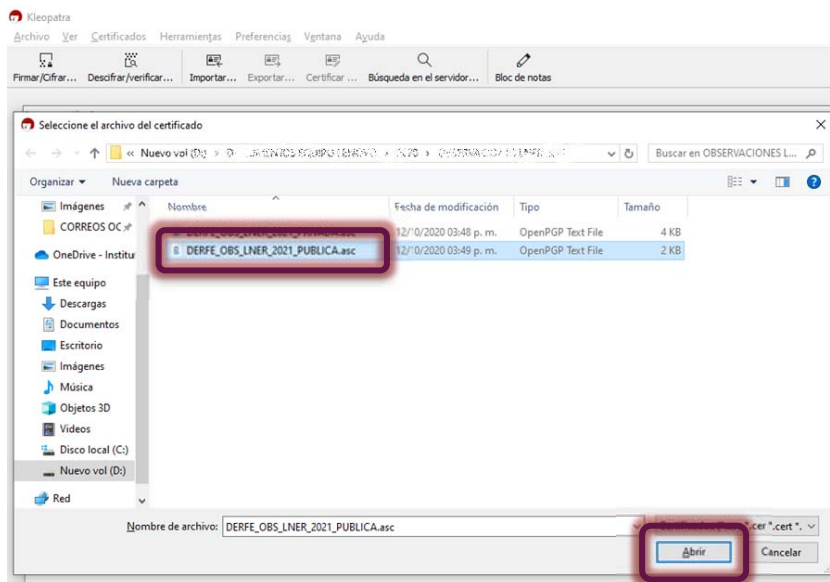 Kleopatra
Archivo Ver Certificados Herramientas Preferencias Ventana Ayuda
Firmar/Cifrar... Descifrar/verificar... Importar... Exportar... Certificar ... Búsqueda en el servidor... Bloc de notas
Seleccione el archivo del certificado
« Nuevo vol (D:) > > 2020 > Buscar en OBSERVACIONES L...
Organizar Nueva carpeta
Nombre Fecha de modificación Tipo Tamaño
Imágenes
CORREOS OC
OneDrive - Institu
Este equipo
Descargas
Documentos
Escritorio
Imágenes
Música
Objetos 3D
Videos
Disco local (C:)
Nuevo vol (D:)
Red
12/10/2020 03:48 p. m. OpenPGP Text File 4 KB
DERFE_OBS_LNER_2021_PUBLICA.asc 12/10/2020 03:49 p. m. OpenPGP Text File 2 KB
Nombre de archivo: DERFE_OBS_LNER_2021_PUBLICA.asc *.cer *.cert *.
Abrir Cancelar